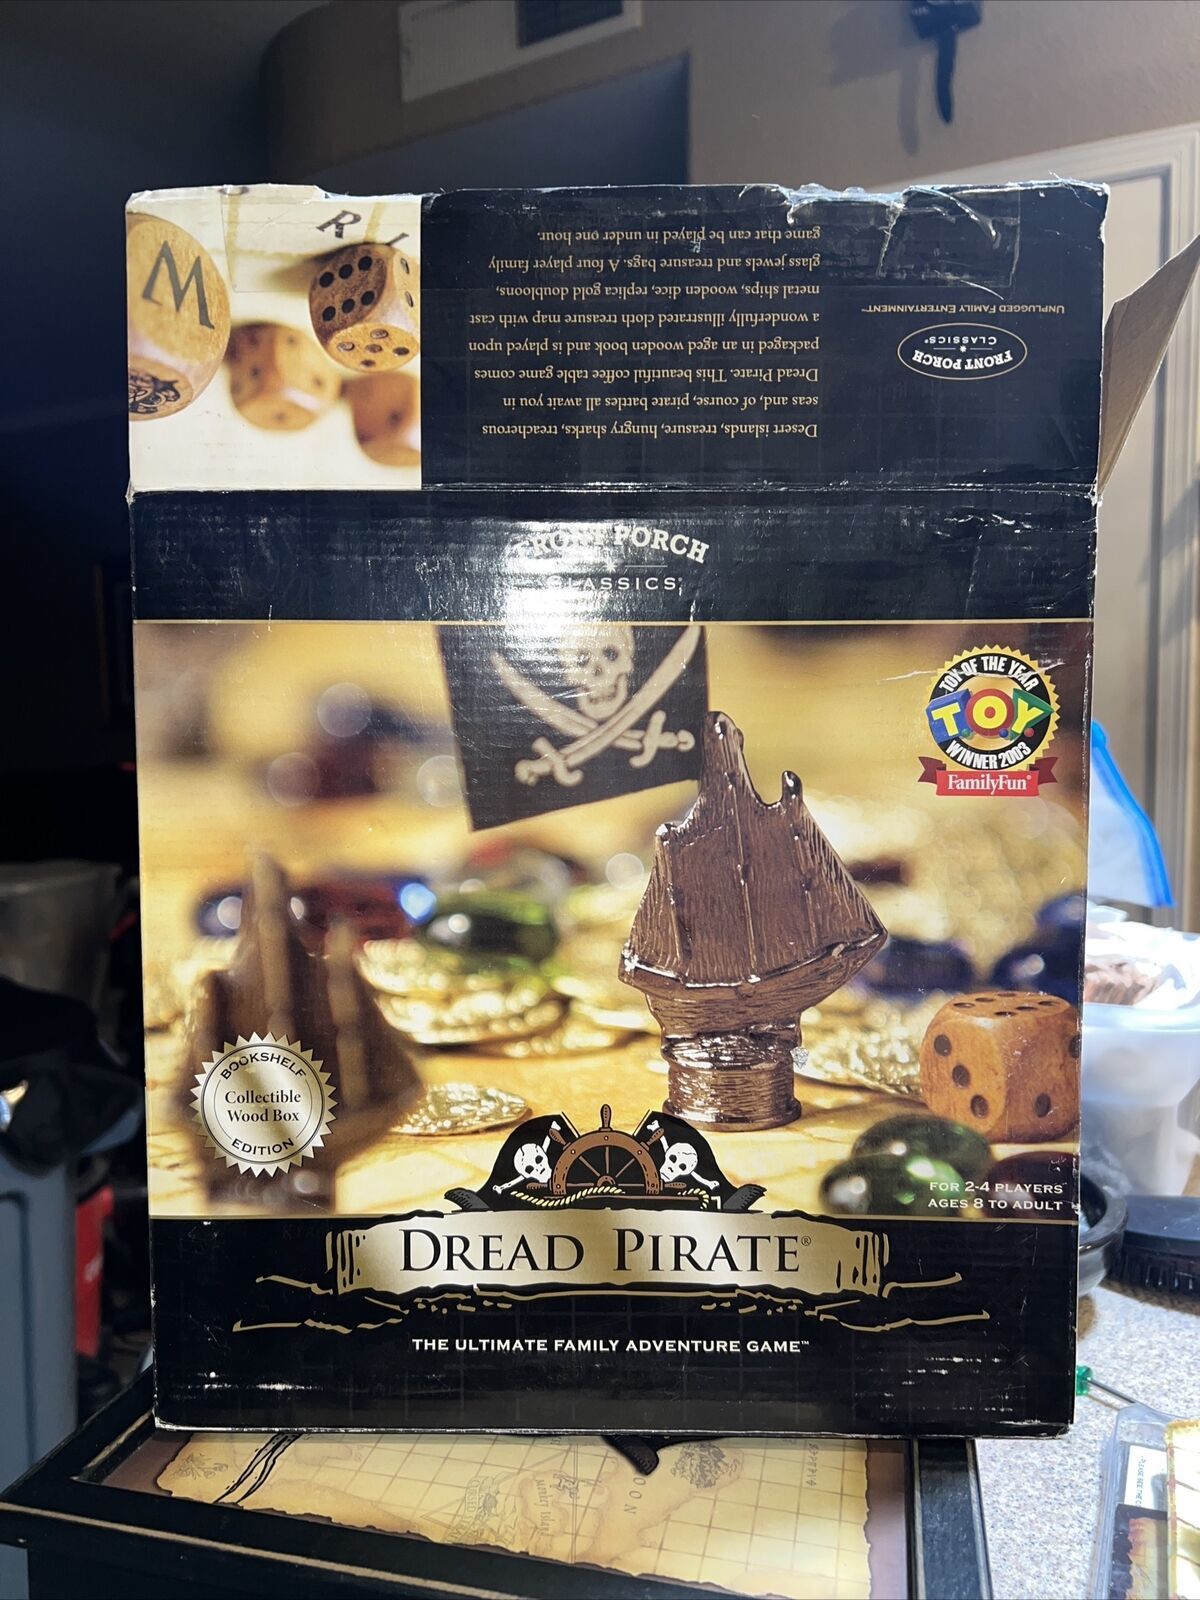 W
R I
Desert islands, treasure, hungry sharks, treacherous
seas and, of course, pirate battles all await you in
Dread Pirate. This beautiful coffee table game comes
packaged in an aged wooden book and is played upon
a wonderfully illustrated cloth treasure map with cast
metal ships, wooden dice, replica gold doubloons,
glass jewels and treasure bags. A four player family
game that can be played in under one hour.
FRONT PORCH
CLASSICS®
UNPLUGGED FAMILY ENTERTAINMENT™
FRONT PORCH
CLASSICS®
TOY OF THE YEAR
T.O.Y
WINNER 2003
FamilyFun®
BOOKSHELF
Collectible
Wood Box
EDITION
FOR 2-4 PLAYERS
AGES 8 TO ADULT
DREAD PIRATE®
THE ULTIMATE FAMILY ADVENTURE GAME™